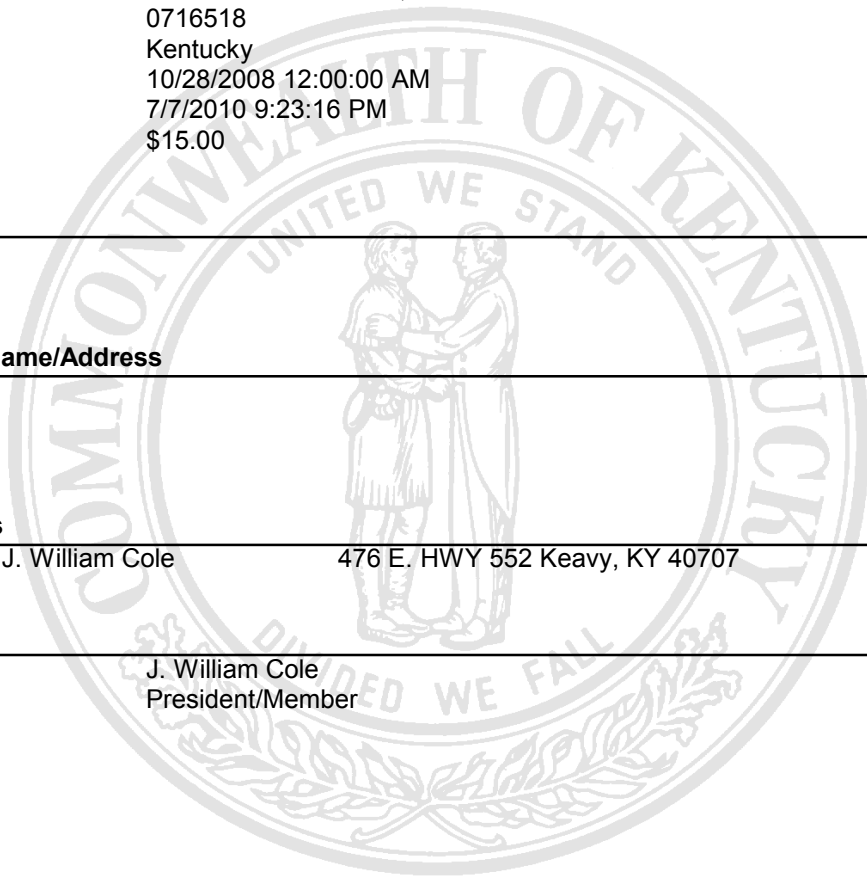 0716518
Kentucky
10/28/2008 12:00:00 AM
7/7/2010 9:23:16 PM
$15.00
COMMONWEALTH OF KENTUCKY
UNITED WE STAND
ame/Address
s
J. William Cole 476 E. HWY 552 Keavy, KY 40707
J. William Cole
President/Member
DIVIDED WE FALL